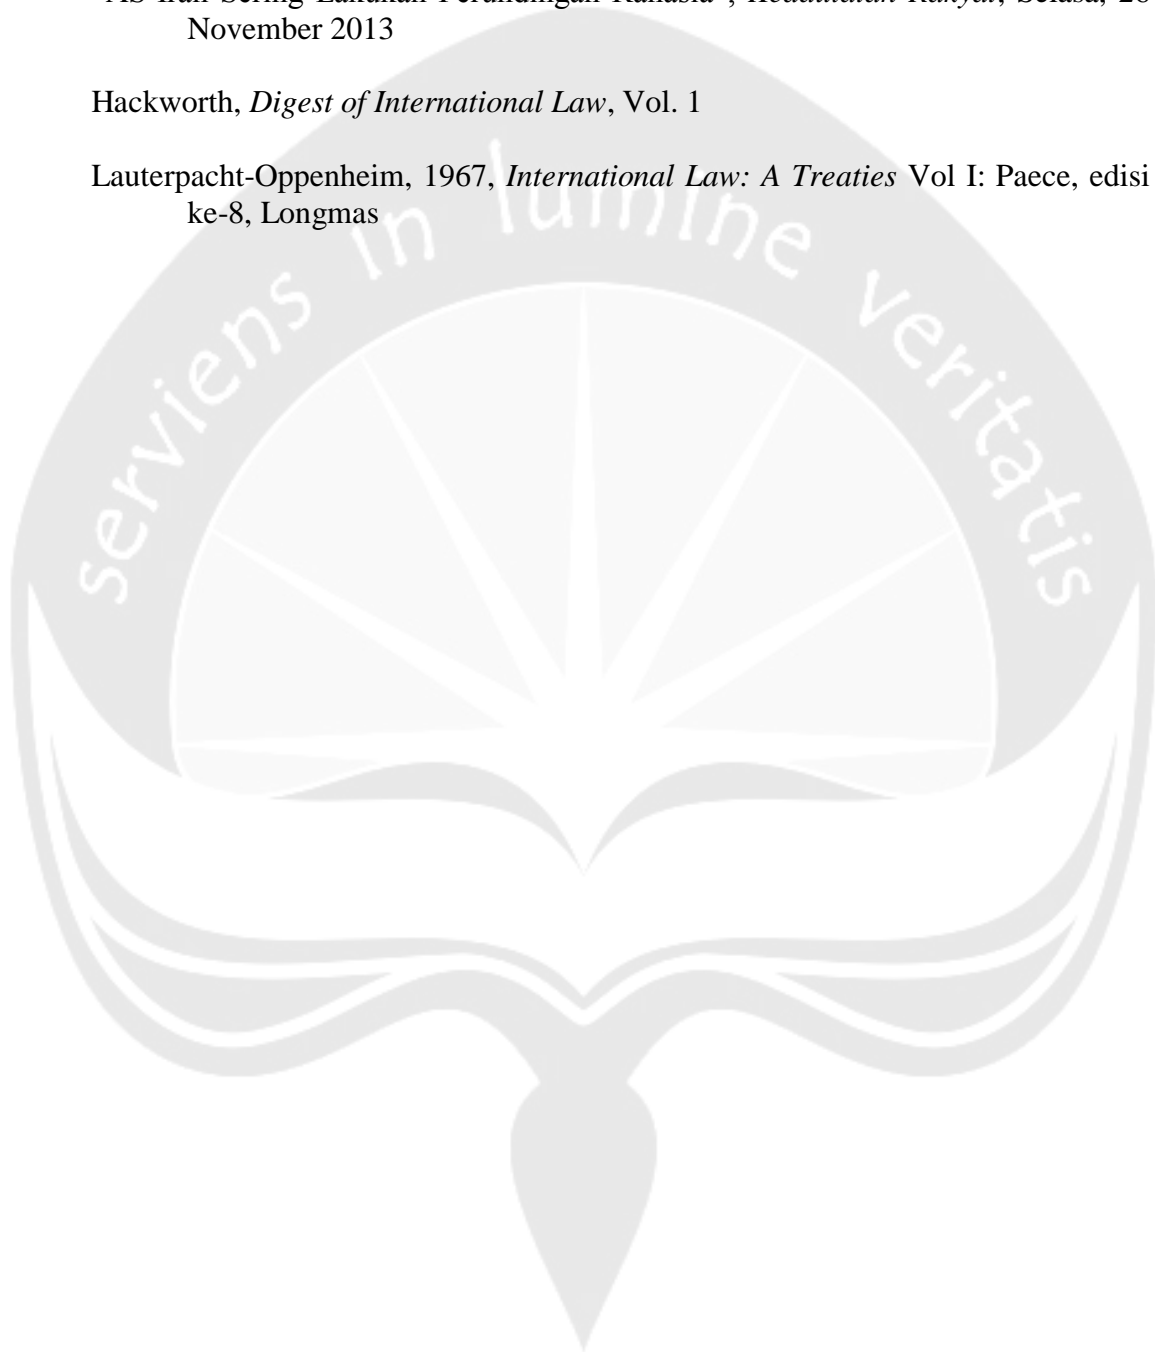 AS Iran Sering Lakukan Perundingan Rahasia", Kedaulatan Rakyat, Selasa, 26
November 2013
Hackworth, Digest of International Law, Vol. 1
Lauterpacht-Oppenheim, 1967, International Law: A Treaties Vol I: Paece, edisi
ke-8, Longmas
serviens in lumine veritatis